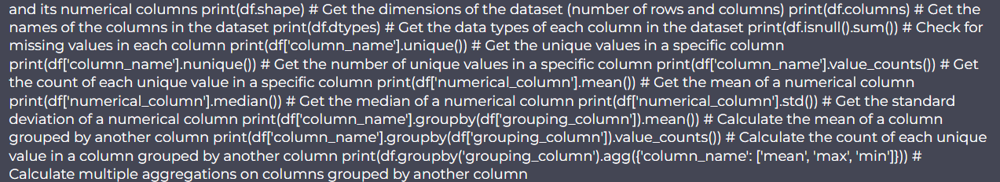 and its numerical columns print(df.shape) # Get the dimensions of the dataset (number of rows and columns) print(df.columns) # Get the
names of the columns in the dataset print(df.dtypes) # Get the data types of each column in the dataset print(df.isnull().sum()) # Check for
missing values in each column print(df['column_name'].unique()) # Get the unique values in a specific column
print(df['column_name'].nunique()) # Get the number of unique values in a specific column print(df['column_name'].value_counts()) # Get
the count of each unique value in a specific column print(df['numerical_column'].mean()) # Get the mean of a numerical column
print(df['numerical_column'].median()) # Get the median of a numerical column print(df['numerical_column'].std()) # Get the standard
deviation of a numerical column print(df['column_name'].groupby(df['grouping_column']).mean()) # Calculate the mean of a column
grouped by another column print(df['column_name'].groupby(df['grouping_column']).value_counts()) # Calculate the count of each unique
value in a column grouped by another column print(df.groupby('grouping_column').agg({'column_name': ['mean', 'max', 'min']})) #
Calculate multiple aggregations on columns grouped by another column